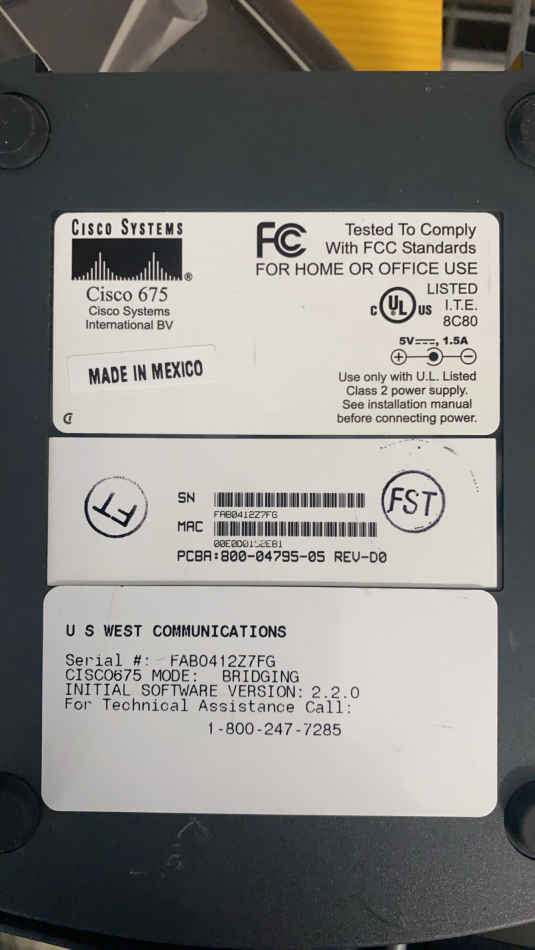 CISCO SYSTEMS
®
Cisco 675
Cisco Systems
International BV
MADE IN MEXICO
FC
Tested To Comply
With FCC Standards
FOR HOME OR OFFICE USE
C UL US
LISTED
I.T.E.
8C80
5V⎓, 1.5A
Use only with U.L. Listed
Class 2 power supply.
See installation manual
before connecting power.
FT
SN
FAB0412Z7FG
MAC
PCBA:800-04795-05 REV-D0
FST
U S WEST COMMUNICATIONS
Serial #: FAB0412Z7FG
CISCO675 MODE: BRIDGING
INITIAL SOFTWARE VERSION: 2.2.0
For Technical Assistance Call:
1-800-247-7285